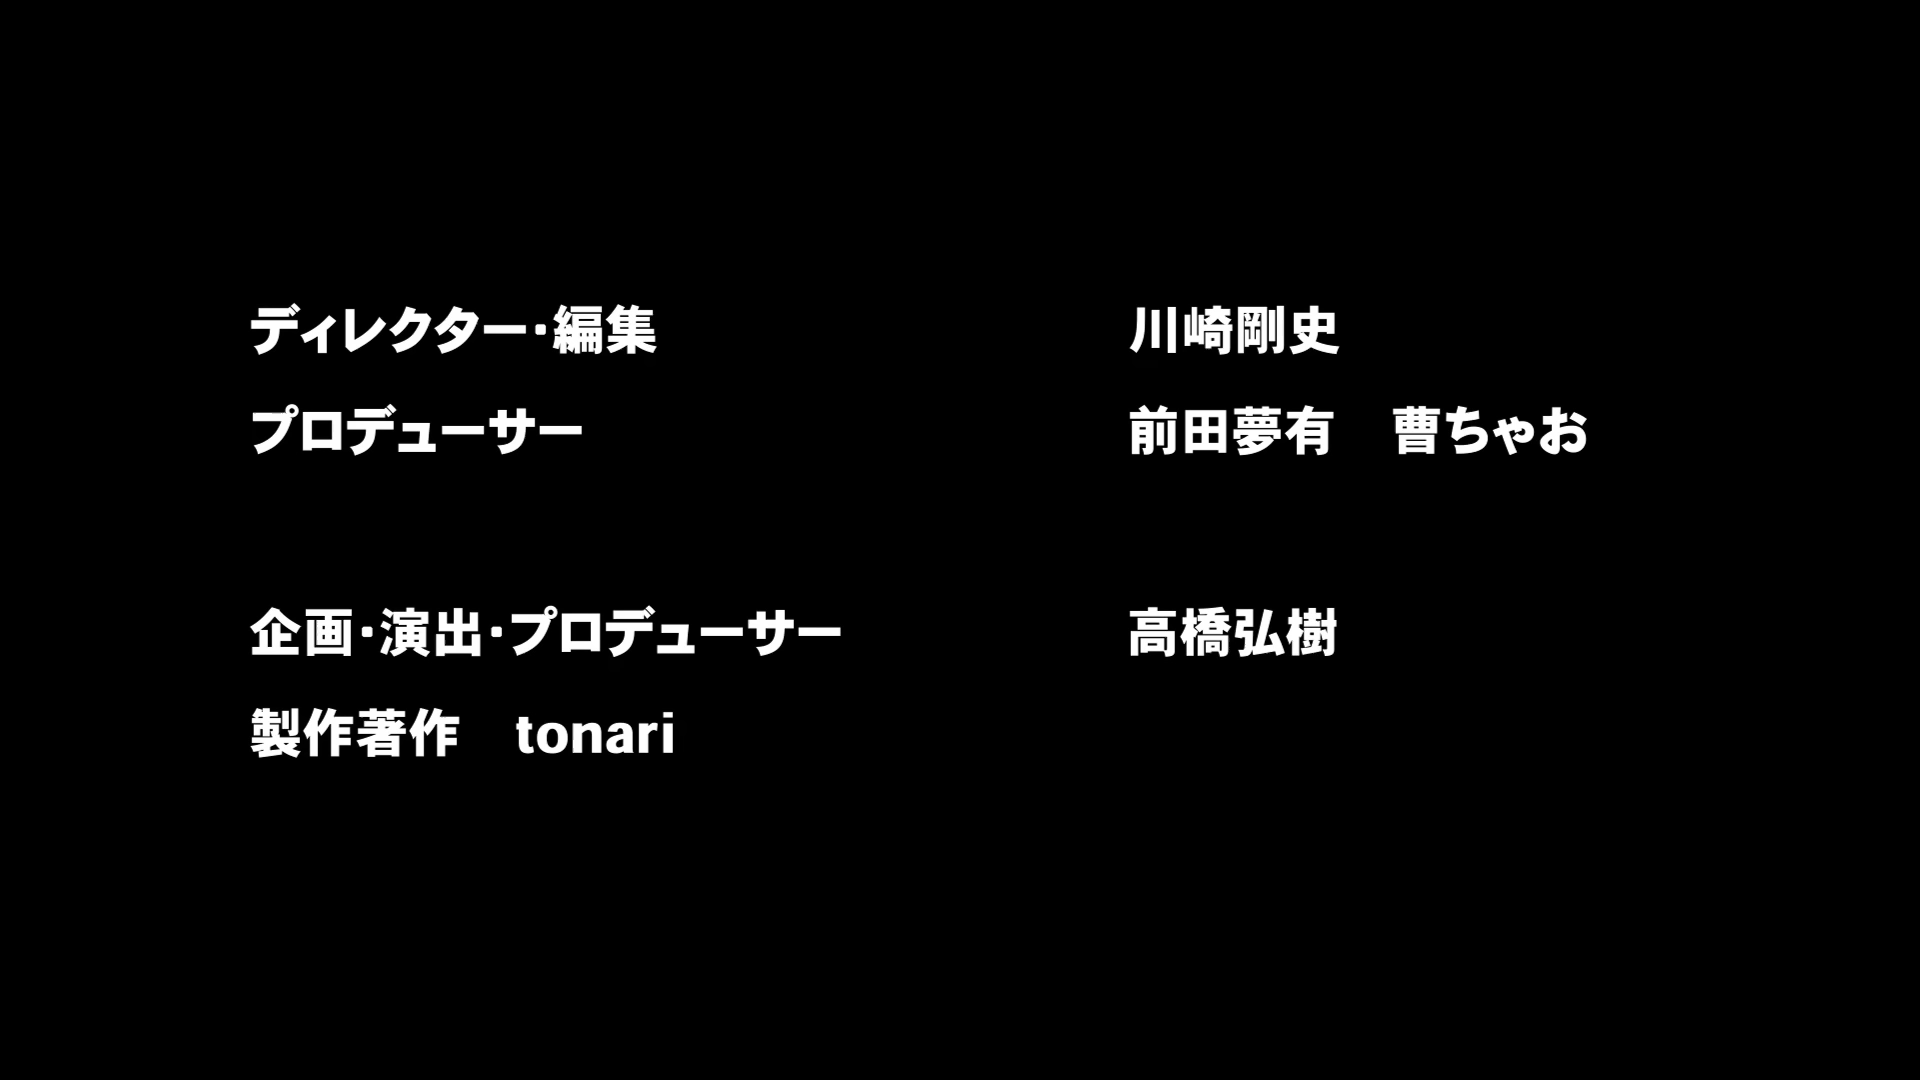 ディレクター・編集　川崎剛史
プロデューサー　前田夢有　曹ちゃお
企画・演出・プロデューサー　高橋弘樹
製作著作　tonari